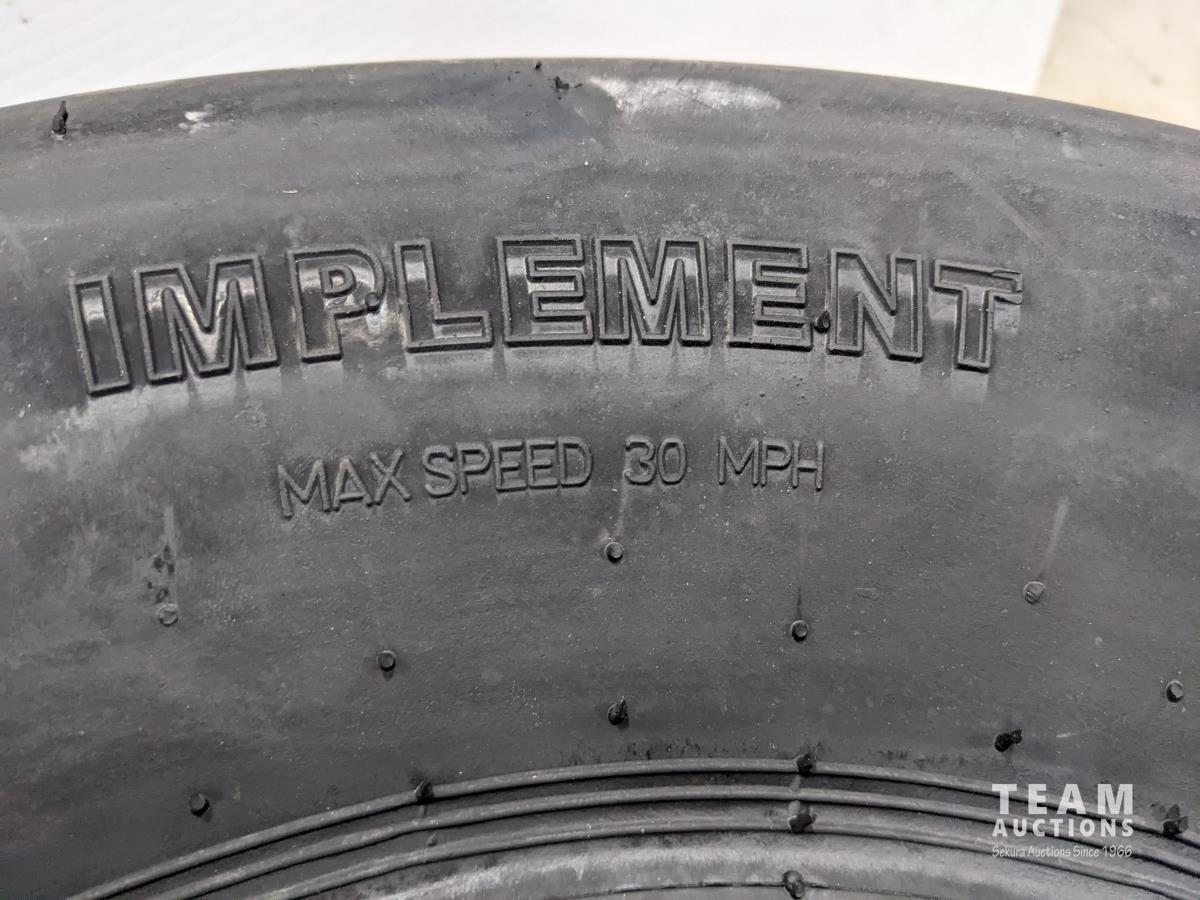 IMPLEMENT
MAX SPEED 30 MPH
TEAM
AUCTIONS
Sekura Auctions Since 1966